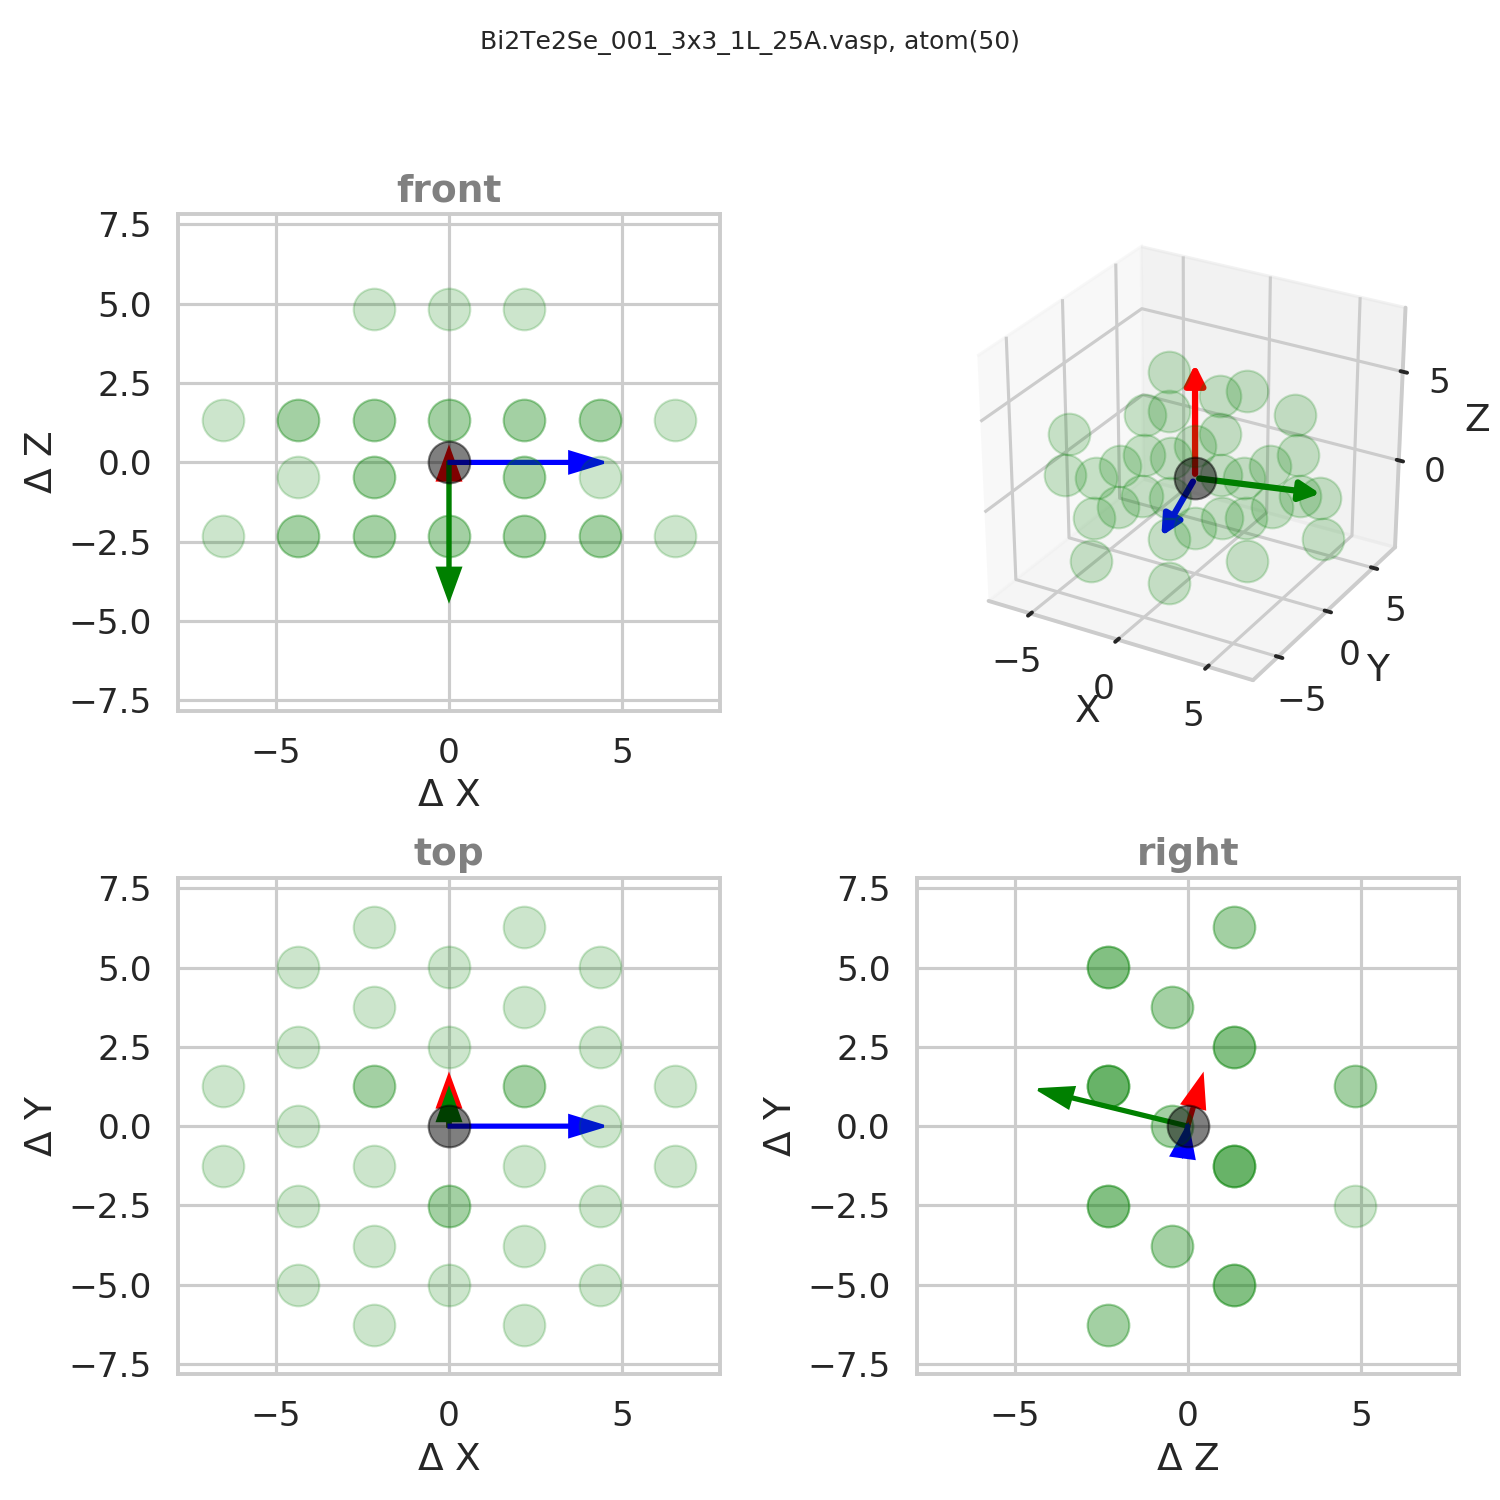 Bi2Te2Se_001_3x3_1L_25A.vasp, atom(50)
front
7.5
5.0
2.5
0.0
−2.5
−5.0
−7.5
Δ Z
−5 0 5
Δ X
5
0
Z
−5
0
5
X
−5
0
5
Y
top
7.5
5.0
2.5
0.0
−2.5
−5.0
−7.5
Δ Y
−5 0 5
Δ X
right
7.5
5.0
2.5
0.0
−2.5
−5.0
−7.5
Δ Y
−5 0 5
Δ Z